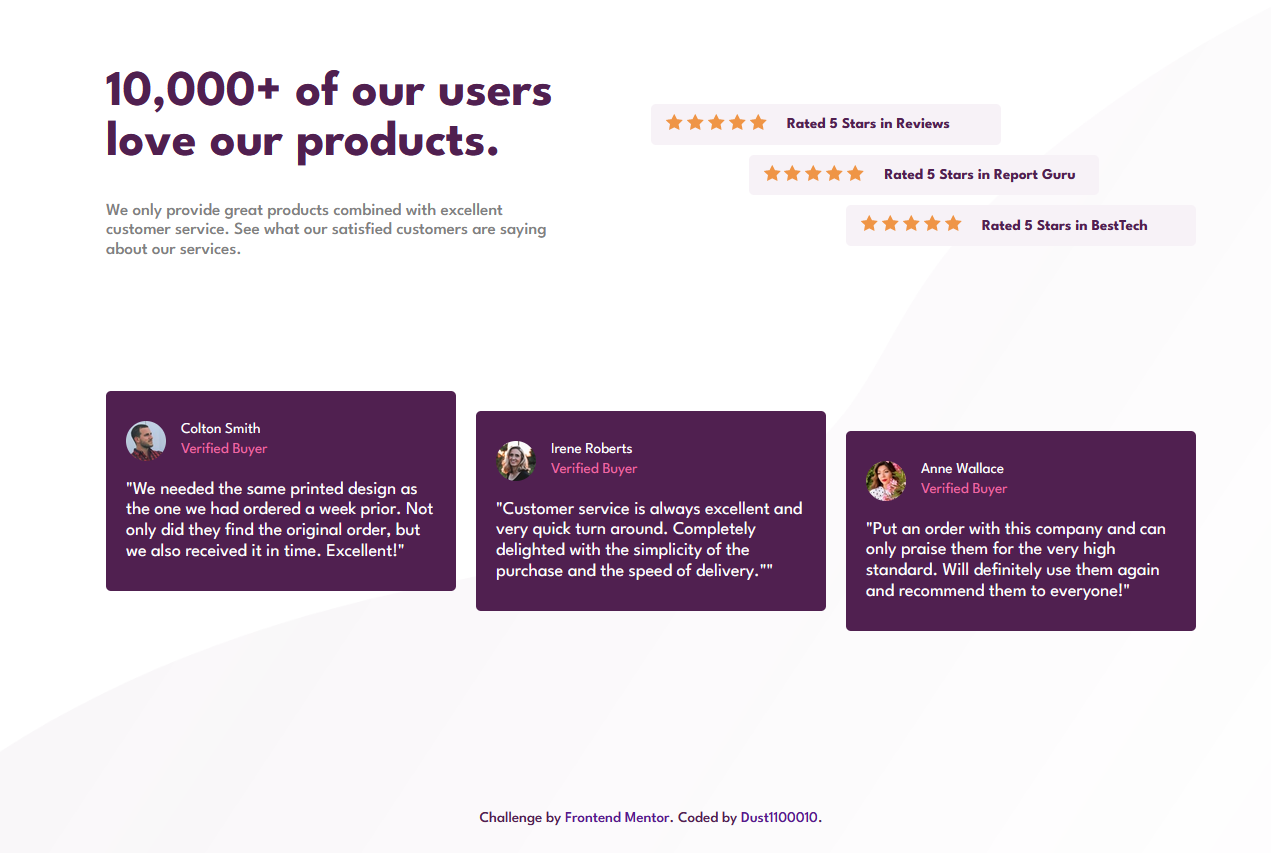 10,000+ of our users
love our products.
We only provide great products combined with excellent
customer service. See what our satisfied customers are saying
about our services.
Rated 5 Stars in Reviews
Rated 5 Stars in Report Guru
Rated 5 Stars in BestTech
Colton Smith
Verified Buyer
"We needed the same printed design as
the one we had ordered a week prior. Not
only did they find the original order, but
we also received it in time. Excellent!"
Irene Roberts
Verified Buyer
"Customer service is always excellent and
very quick turn around. Completely
delighted with the simplicity of the
purchase and the speed of delivery.""
Anne Wallace
Verified Buyer
"Put an order with this company and can
only praise them for the very high
standard. Will definitely use them again
and recommend them to everyone!"
Challenge by Frontend Mentor. Coded by Dust1100010.